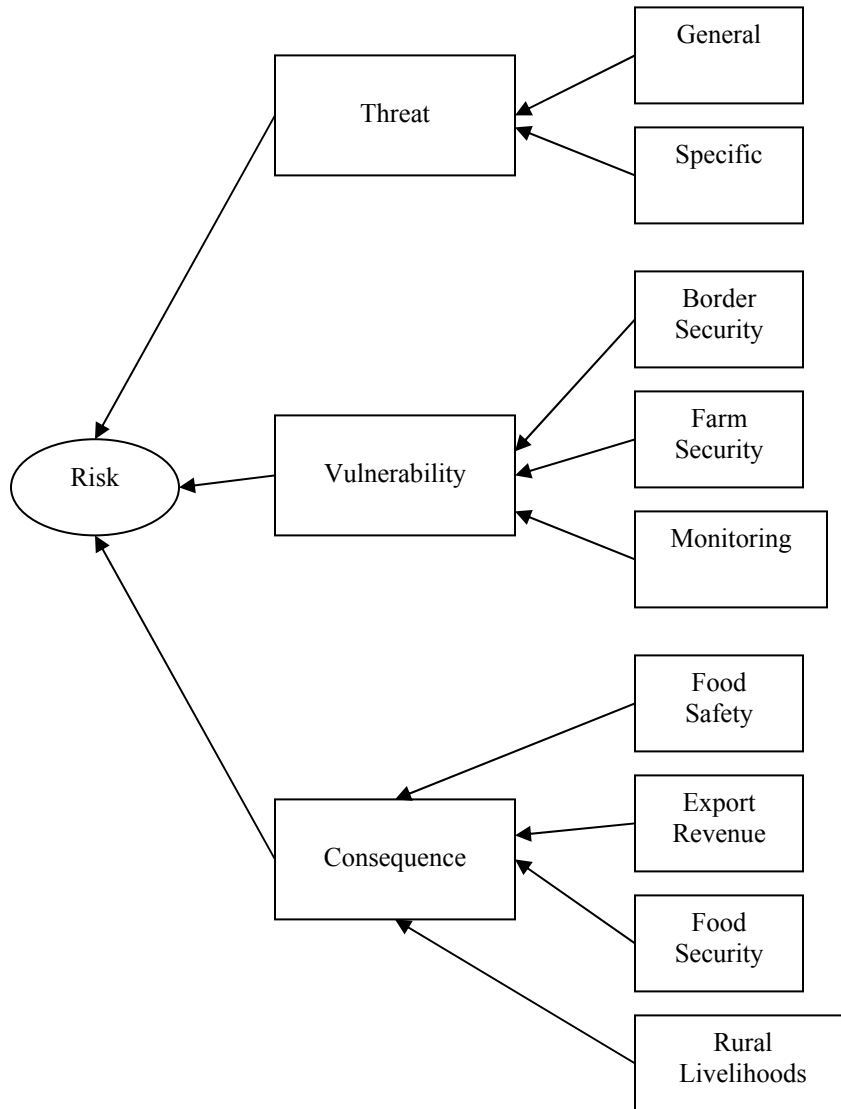 General
Threat
Specific
Border
Security
Farm
Security
Risk
Vulnerability
Monitoring
Food
Safety
Export
Revenue
Consequence
Food
Security
Rural
Livelihoods